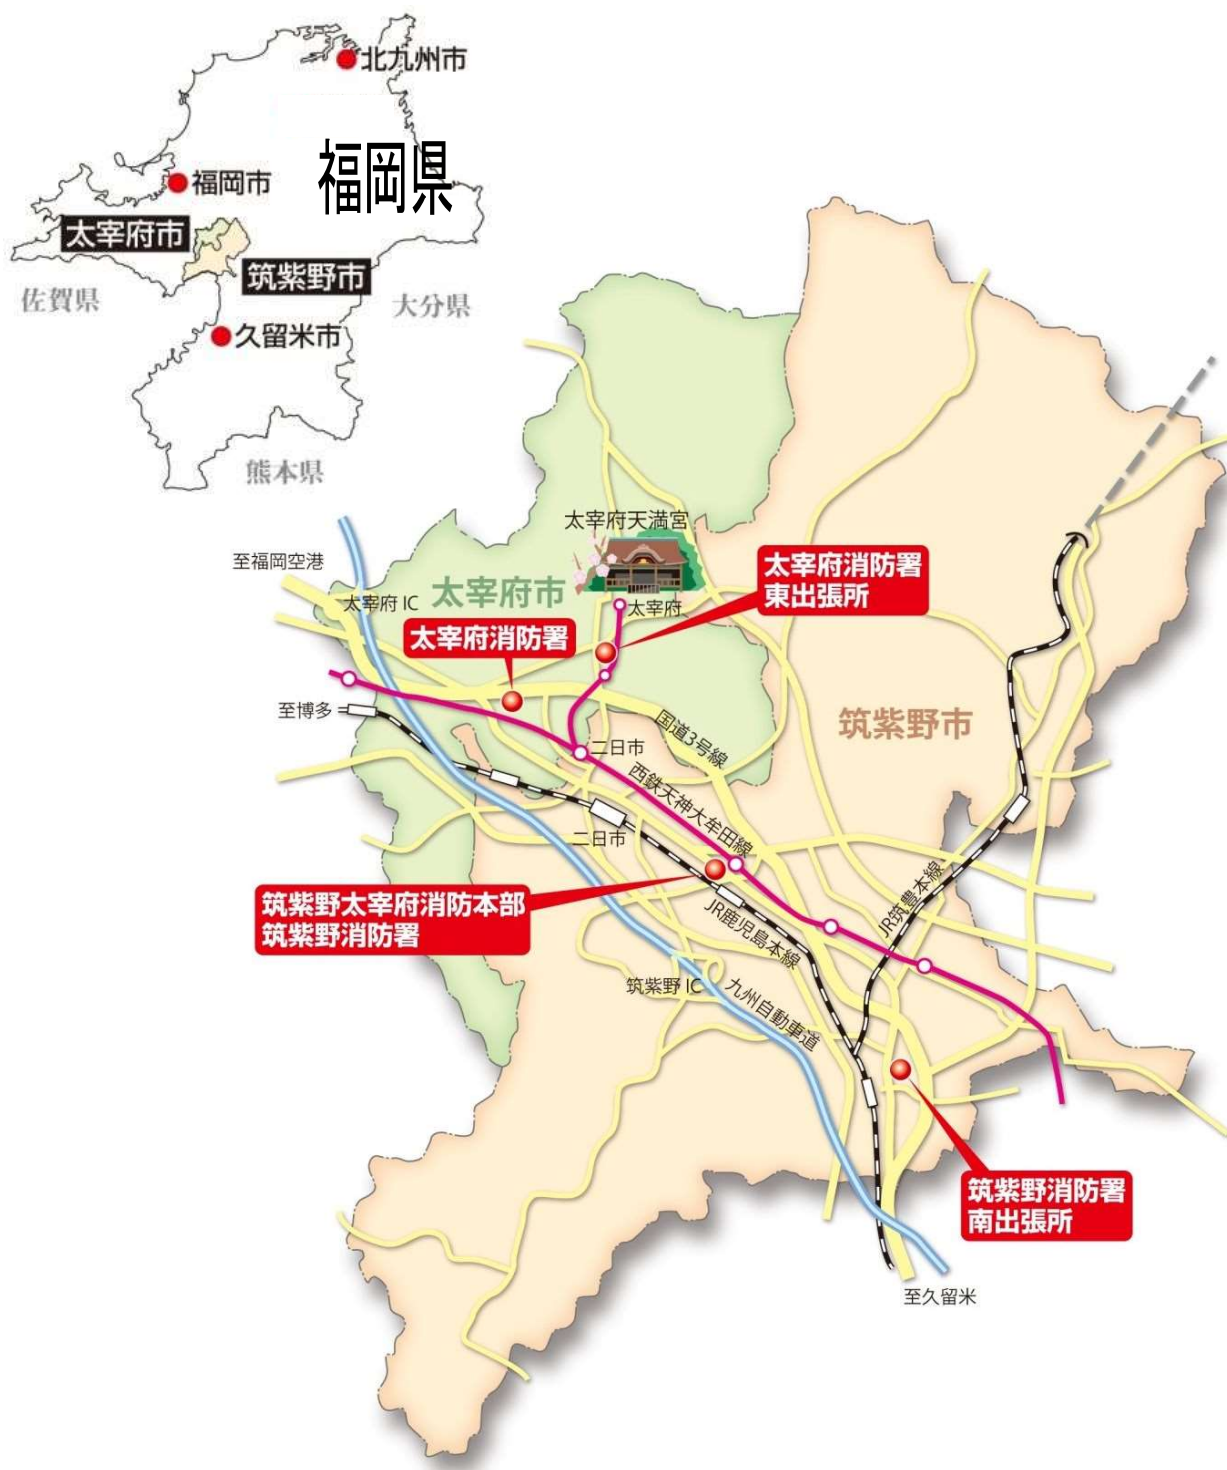 北九州市
福岡県
福岡市
太宰府市
筑紫野市
佐賀県
大分県
久留米市
熊本県
太宰府天満宮
至福岡空港
太宰府 IC
太宰府市
太宰府
太宰府消防署
東出張所
太宰府消防署
至博多
二日市
国道3号線
筑紫野市
西鉄天神大牟田線
二日市
筑紫野太宰府消防本部
筑紫野消防署
JR鹿児島本線
JR筑豊本線
筑紫野 IC
九州自動車道
筑紫野消防署
南出張所
至久留米